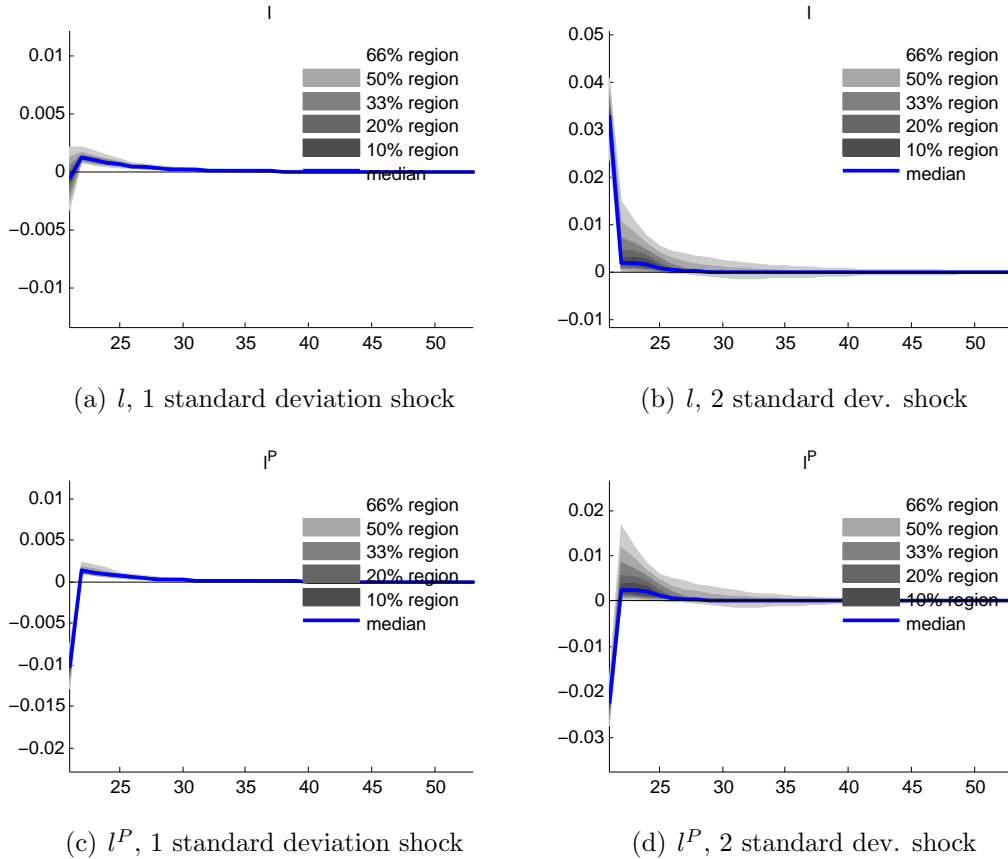 l
0.01
0.005
0
−0.005
−0.01
25 30 35 40 45 50
66% region
50% region
33% region
20% region
10% region
median
(a) l, 1 standard deviation shock
l
0.05
0.04
0.03
0.02
0.01
0
−0.01
25 30 35 40 45 50
66% region
50% region
33% region
20% region
10% region
median
(b) l, 2 standard dev. shock
l^P
0.01
0.005
0
−0.005
−0.01
−0.015
−0.02
25 30 35 40 45 50
66% region
50% region
33% region
20% region
10% region
median
(c) l^P, 1 standard deviation shock
l^P
0.02
0.01
0
−0.01
−0.02
−0.03
25 30 35 40 45 50
66% region
50% region
33% region
20% region
10% region
median
(d) l^P, 2 standard dev. shock